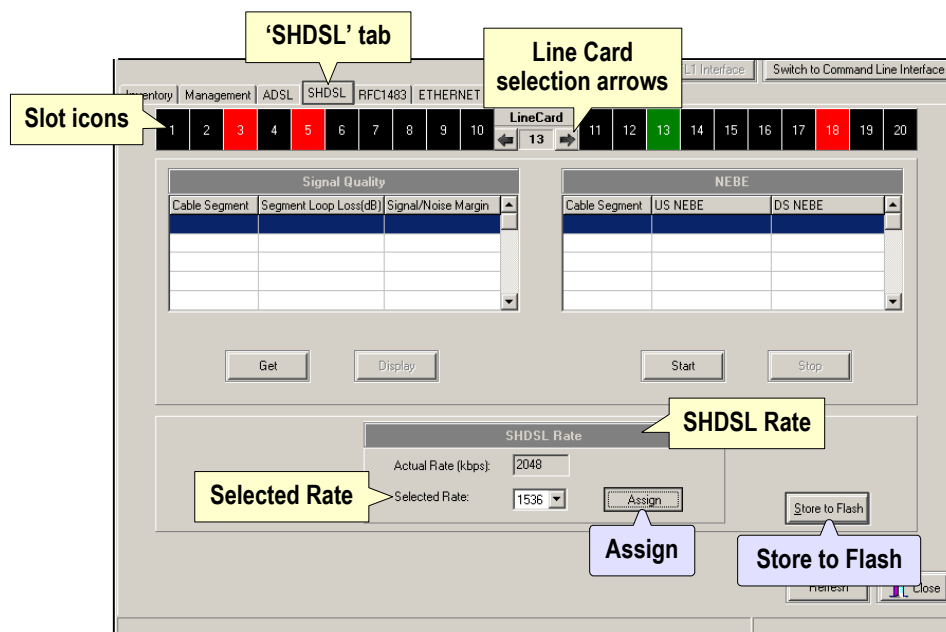 ‘SHDSL’ tab
Line Card
selection arrows
L1 Interface
Switch to Command Line Interface
Management
ADSL
SHDSL
RFC1483
ETHERNET
Slot icons
1 2 3 4 5 6 7 8 9 10
LineCard
13
11 12 13 14 15 16 17 18 19 20
Signal Quality
Cable Segment Segment Loop Loss(dB) Signal/Noise Margin
NEBE
Cable Segment US NEBE DS NEBE
Get
Display
Start
Stop
SHDSL Rate
SHDSL Rate
Actual Rate (kbps): 2048
Selected Rate
Selected Rate: 1536
Assign
Store to Flash
Assign
Store to Flash
Refresh
Close